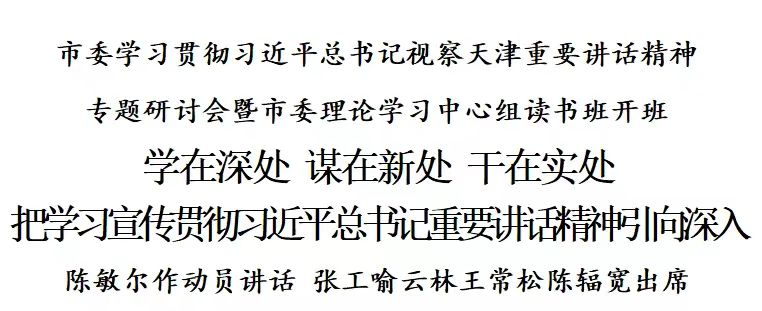 市委学习贯彻习近平总书记视察天津重要讲话精神
专题研讨会暨市委理论学习中心组读书班开班
学在深处 谋在新处 干在实处
把学习宣传贯彻习近平总书记重要讲话精神引向深入
陈敏尔作动员讲话 张工喻云林王常松陈辐宽出席